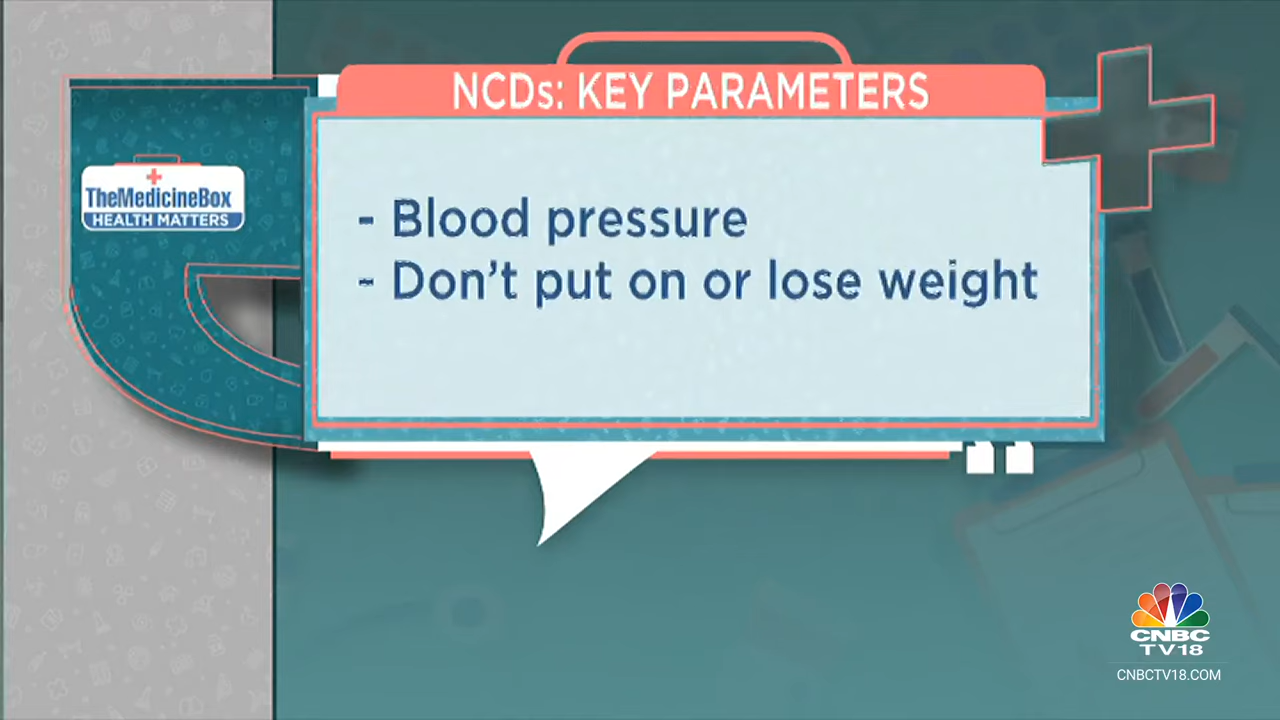 NCDs: KEY PARAMETERS
TheMedicineBox
HEALTH MATTERS
- Blood pressure
- Don't put on or lose weight
CNBC
TV18
CNBCTV18.COM